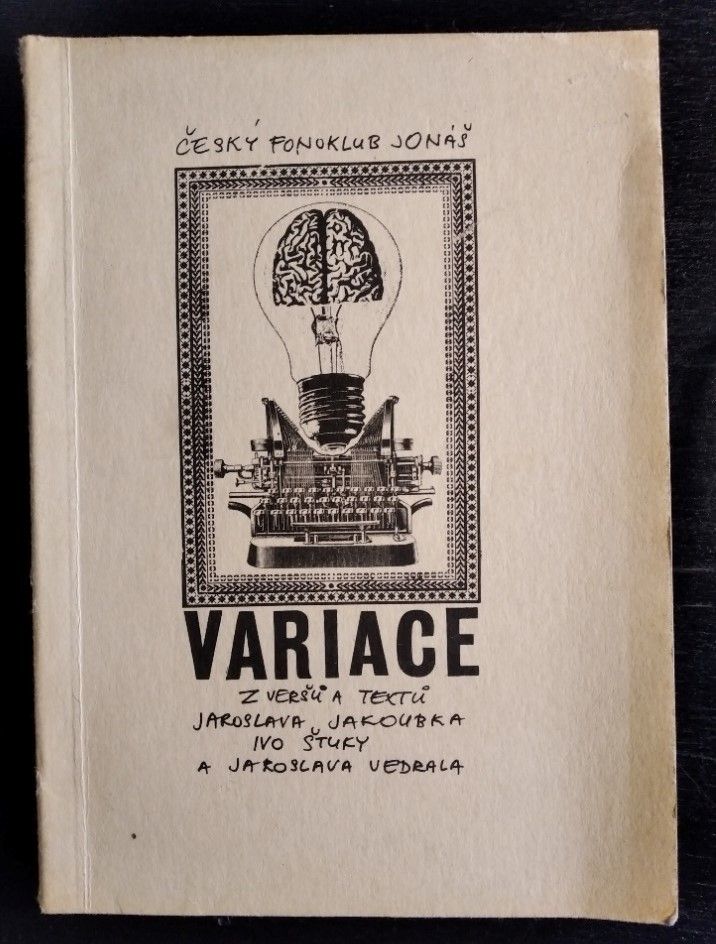 ČESKÝ FONOKLUB JONÁŠ
VARIACE
Z VERŠŮ A TEXTŮ
JAROSLAVA JAKOUBKA
IVO ŠTUKY
A JAROSLAVA VEDRALA